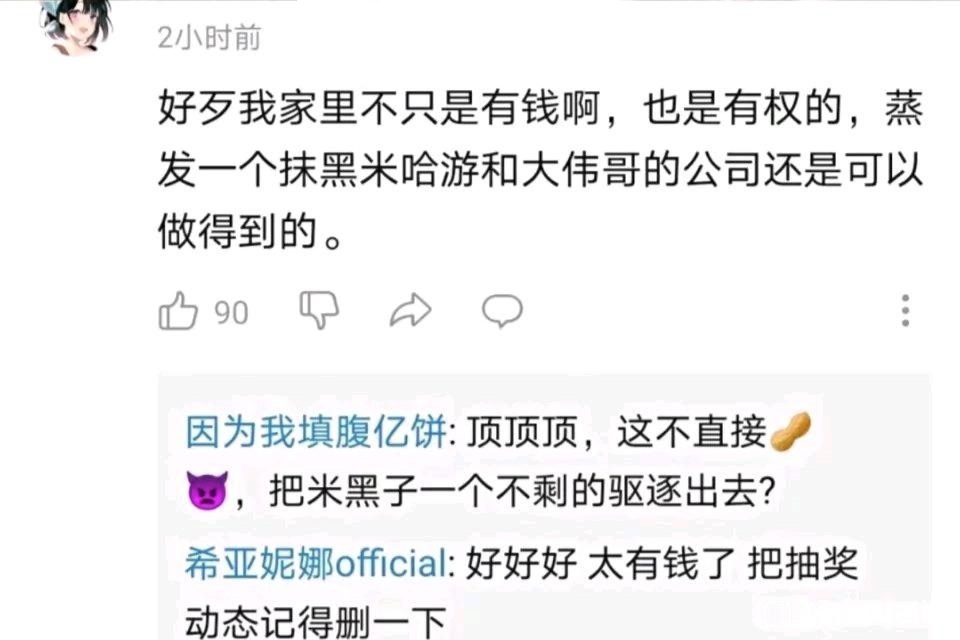 2小时前
好歹我家里不只是有钱啊，也是有权的，蒸
发一个抹黑米哈游和大伟哥的公司还是可以
做得到的。
90
因为我填腹亿饼: 顶顶顶，这不直接🥜
👿，把米黑子一个不剩的驱逐出去?
希亚妮娜official: 好好好 太有钱了 把抽奖
动态记得删一下